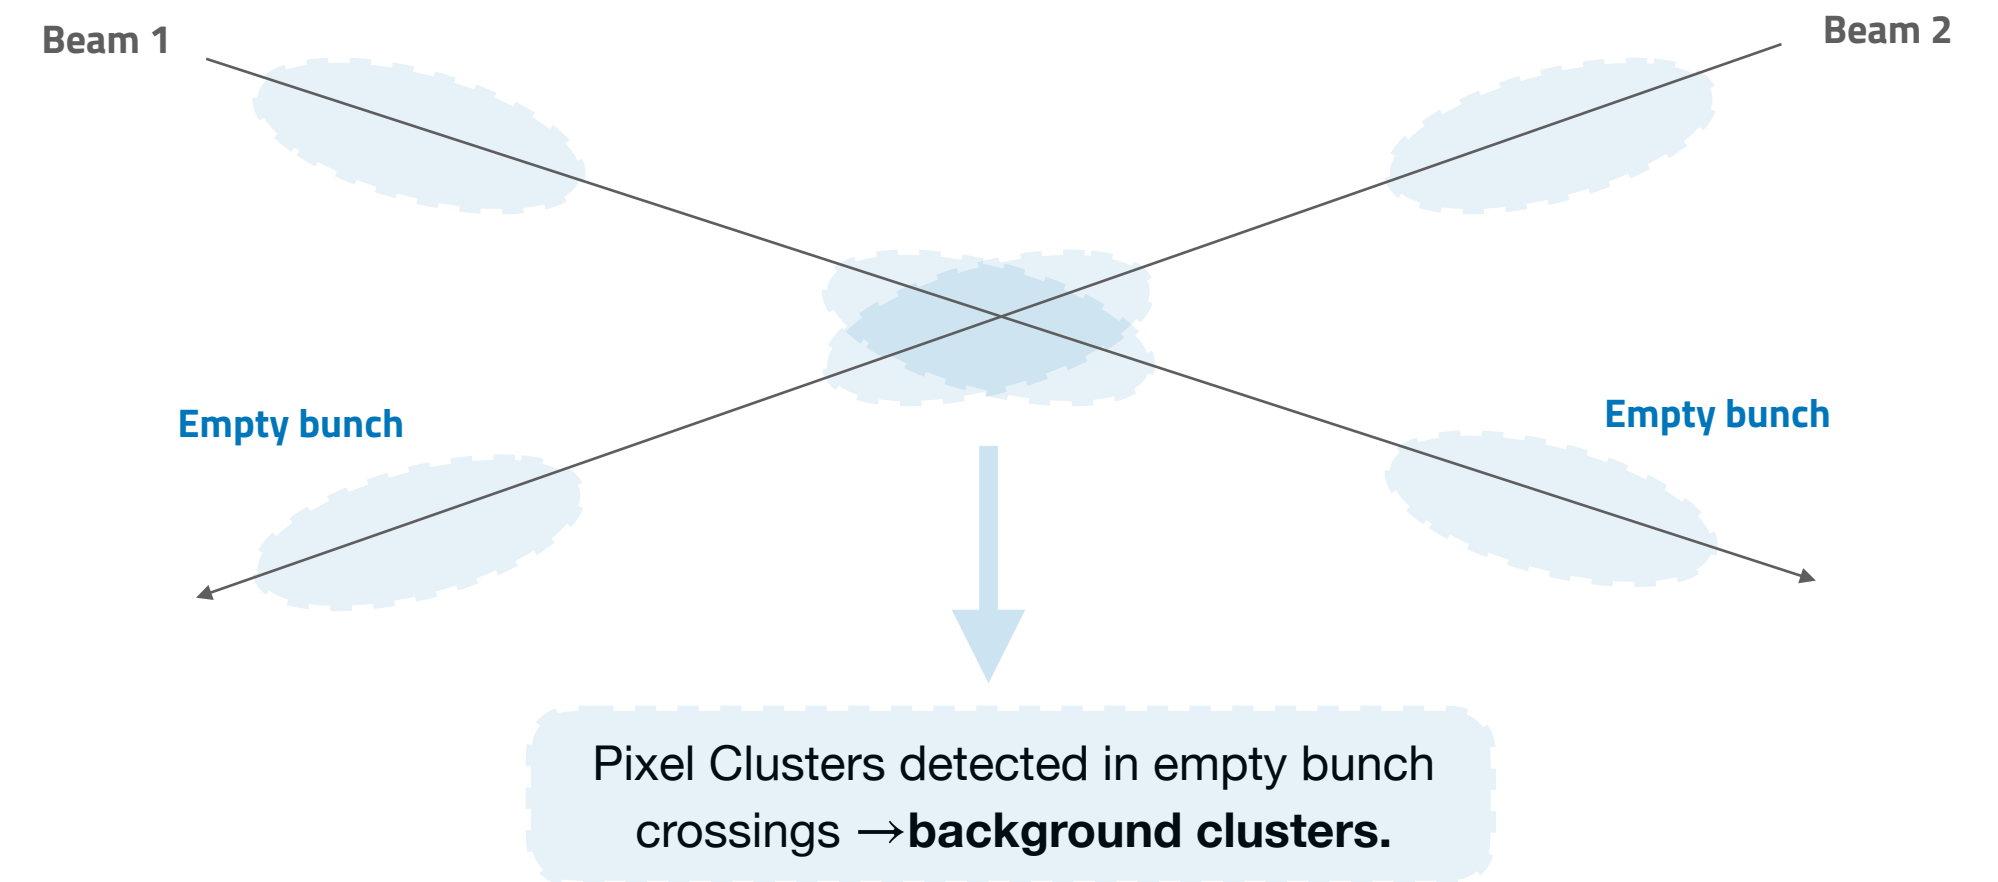 Beam 1
Beam 2
Empty bunch
Empty bunch
Pixel Clusters detected in empty bunch
crossings →background clusters.